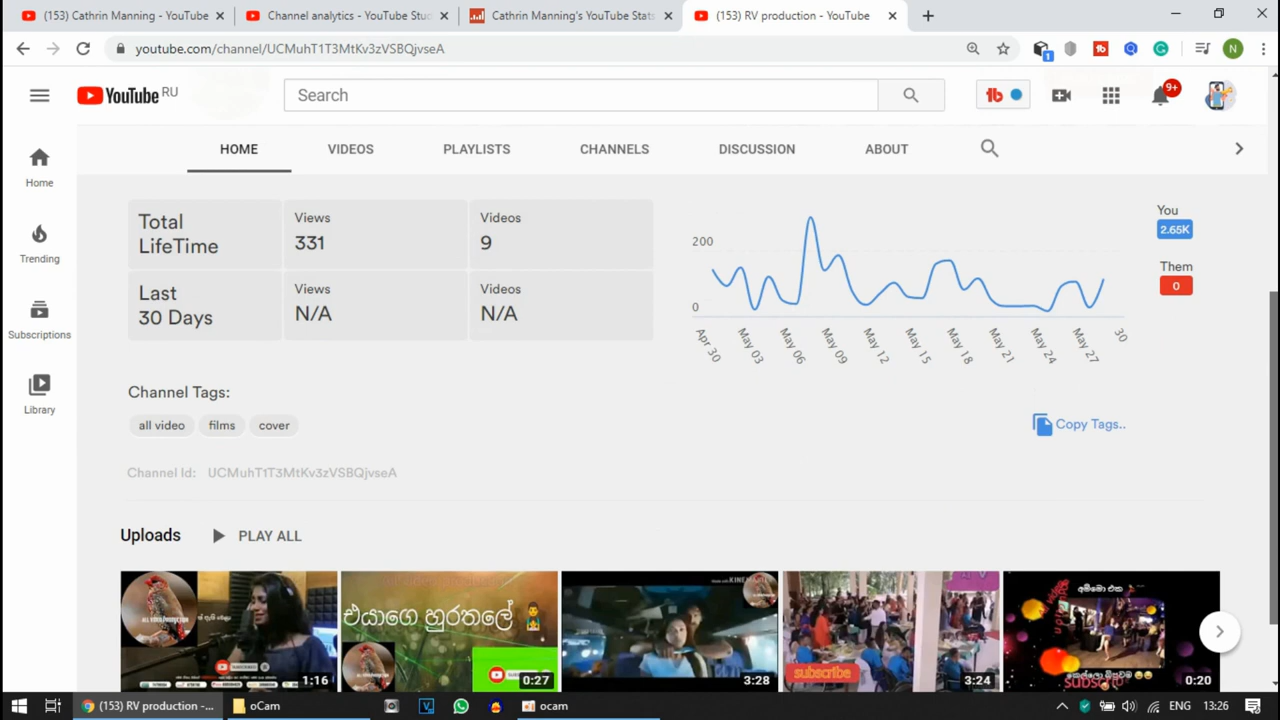 (153) Cathrin Manning - YouTube
Channel analytics - YouTube Stud
Cathrin Manning's YouTube Stats
(153) RV production - YouTube
youtube.com/channel/UCMuhT1T3MtKv3zVSBQjvseA
1
N
YouTube RU
Search
tb
9+
HOME VIDEOS PLAYLISTS CHANNELS DISCUSSION ABOUT
Home
Trending
Subscriptions
Library
Total LifeTime
Views
331
Videos
9
Last 30 Days
Views
N/A
Videos
N/A
200
0
Apr 30
May 03
May 06
May 09
May 12
May 15
May 18
May 21
May 24
May 27
30
You
2.65K
Them
0
Channel Tags:
all video films cover
Copy Tags..
Channel Id: UCMuhT1T3MtKv3zVSBQjvseA
Uploads PLAY ALL
1:16
එයාගෙ හුරතලේ
0:27
3:28
subscribe
3:24
අම්මො එක
subscribe
0:20
(153) RV production -...
oCam
ocam
ENG 13:26